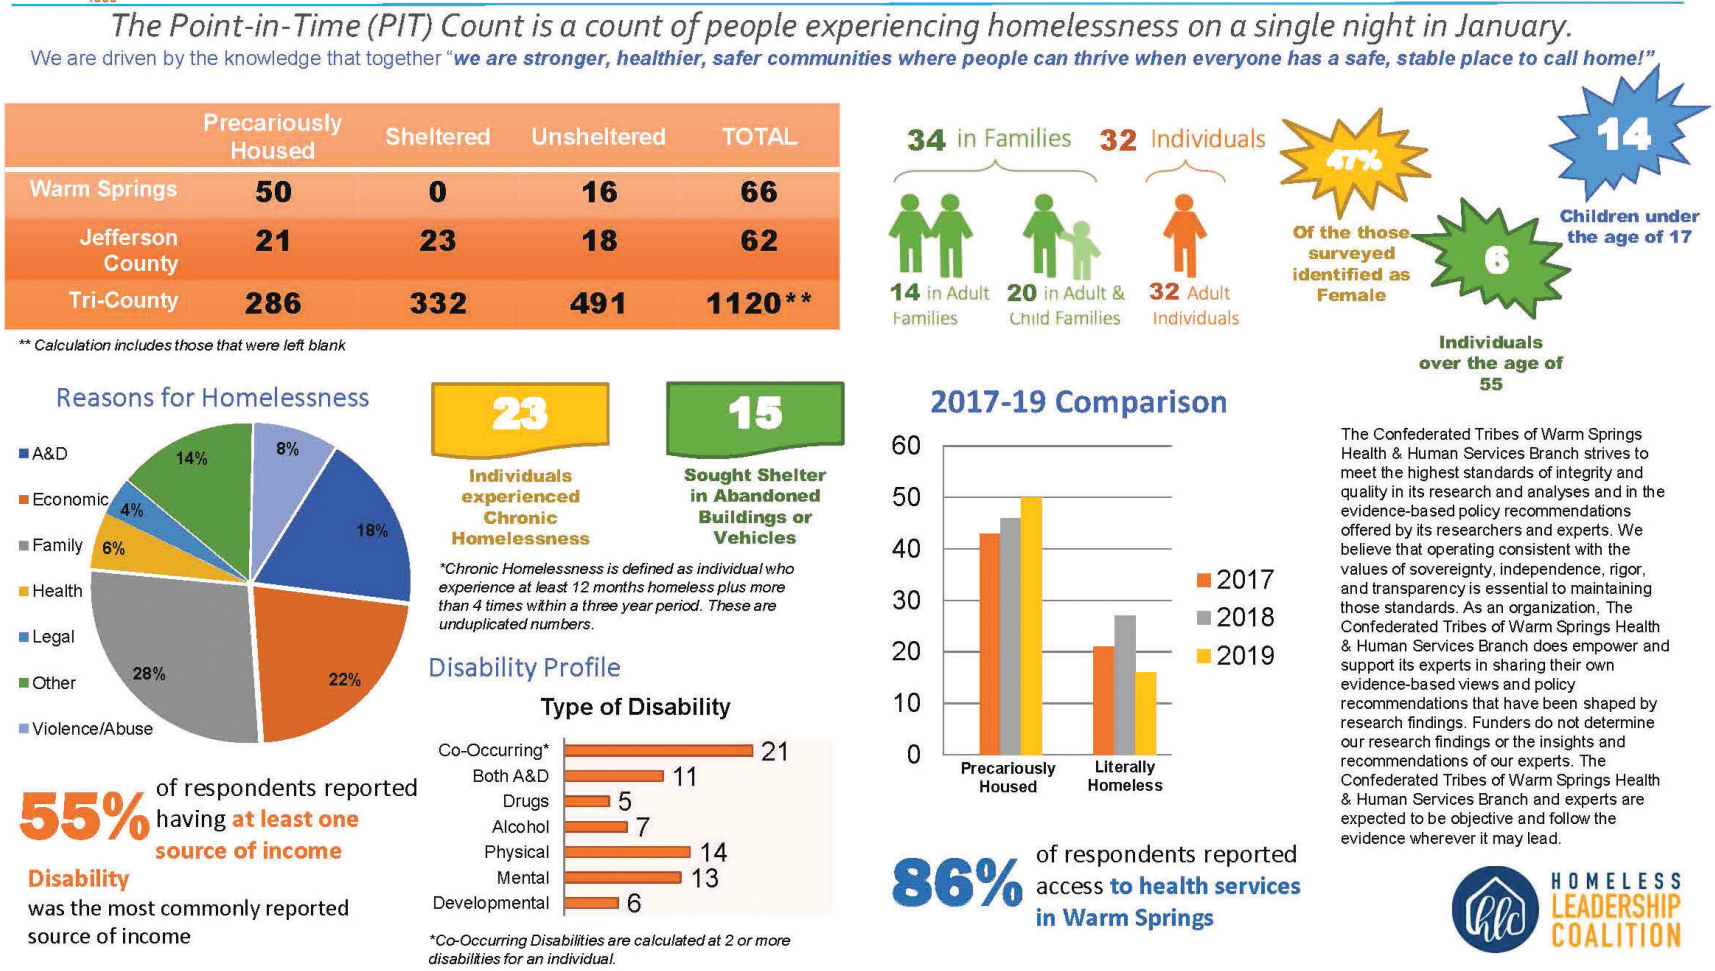 The Point-in-Time (PIT) Count is a count of people experiencing homelessness on a single night in January.
We are driven by the knowledge that together “we are stronger, healthier, safer communities where people can thrive when everyone has a safe, stable place to call home!”
Precariously Housed Sheltered Unsheltered TOTAL
Warm Springs 50 0 16 66
Jefferson County 21 23 18 62
Tri-County 286 332 491 1120**
** Calculation includes those that were left blank
34 in Families 32 Individuals
14 in Adult Families
20 in Adult & Child Families
32 Adult Individuals
47%
Of the those
surveyed
identified as
Female
14
Children under
the age of 17
6
Individuals
over the age of
55
Reasons for Homelessness
A&D
Economic
Family
Health
Legal
Other
Violence/Abuse
8%
18%
22%
28%
6%
4%
14%
23
Individuals
experienced
Chronic
Homelessness
15
Sought Shelter
in Abandoned
Buildings or
Vehicles
*Chronic Homelessness is defined as individual who
experience at least 12 months homeless plus more
than 4 times within a three year period. These are
unduplicated numbers.
Disability Profile
Type of Disability
Co-Occurring* 21
Both A&D 11
Drugs 5
Alcohol 7
Physical 14
Mental 13
Developmental 6
*Co-Occurring Disabilities are calculated at 2 or more
disabilities for an individual.
55% of respondents reported
having at least one
source of income
Disability
was the most commonly reported
source of income
2017-19 Comparison
60
50
40
30
20
10
0
Precariously
Housed
Literally
Homeless
2017
2018
2019
86% of respondents reported
access to health services
in Warm Springs
The Confederated Tribes of Warm Springs
Health & Human Services Branch strives to
meet the highest standards of integrity and
quality in its research and analyses and in the
evidence-based policy recommendations
offered by its researchers and experts. We
believe that operating consistent with the
values of sovereignty, independence, rigor,
and transparency is essential to maintaining
those standards. As an organization, The
Confederated Tribes of Warm Springs Health
& Human Services Branch does empower and
support its experts in sharing their own
evidence-based views and policy
recommendations that have been shaped by
research findings. Funders do not determine
our research findings or the insights and
recommendations of our experts. The
Confederated Tribes of Warm Springs Health
& Human Services Branch and experts are
expected to be objective and follow the
evidence wherever it may lead.
hlc
HOMELESS
LEADERSHIP
COALITION